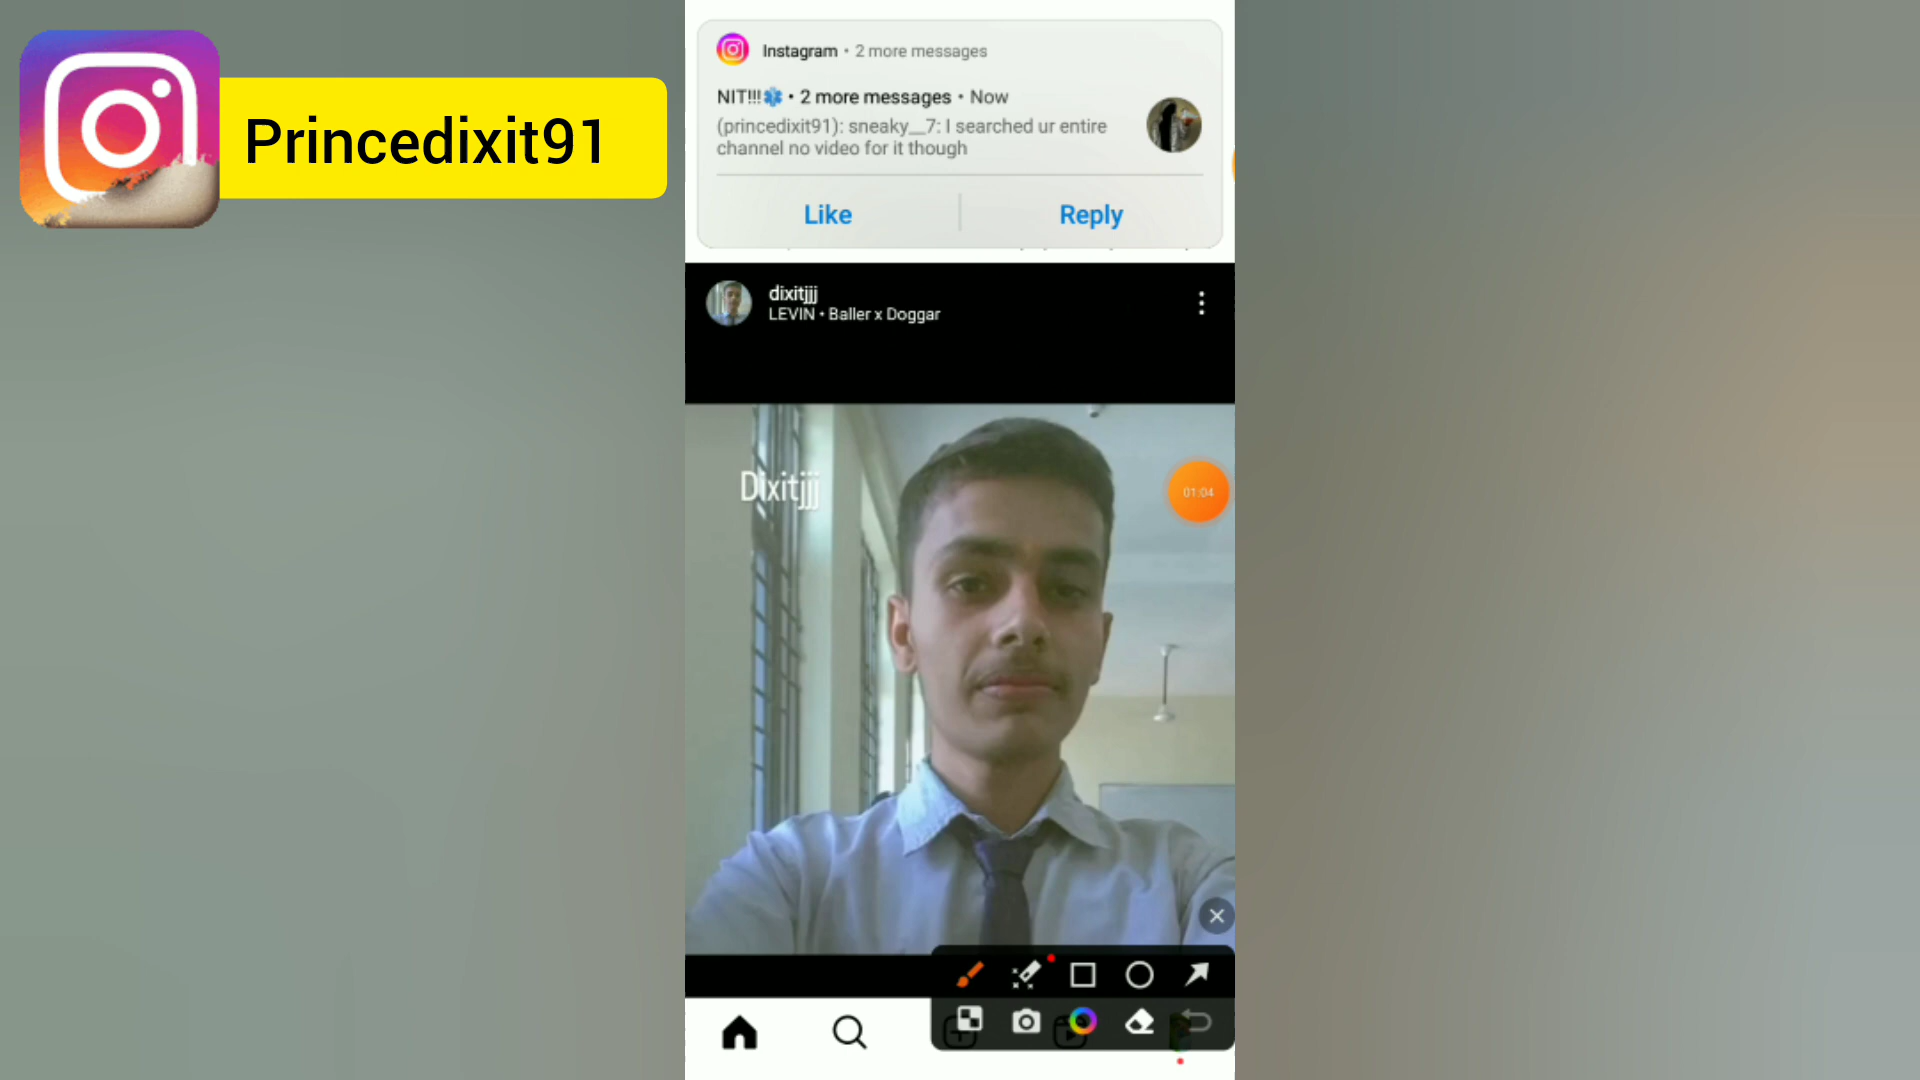 Princedixit91
Instagram • 2 more messages
NIT!!! • 2 more messages • Now
(princedixit91): sneaky__7: I searched ur entire
channel no video for it though
Like
Reply
dixitjjj
LEVIN • Baller x Doggar
Dixitjjj
01:04